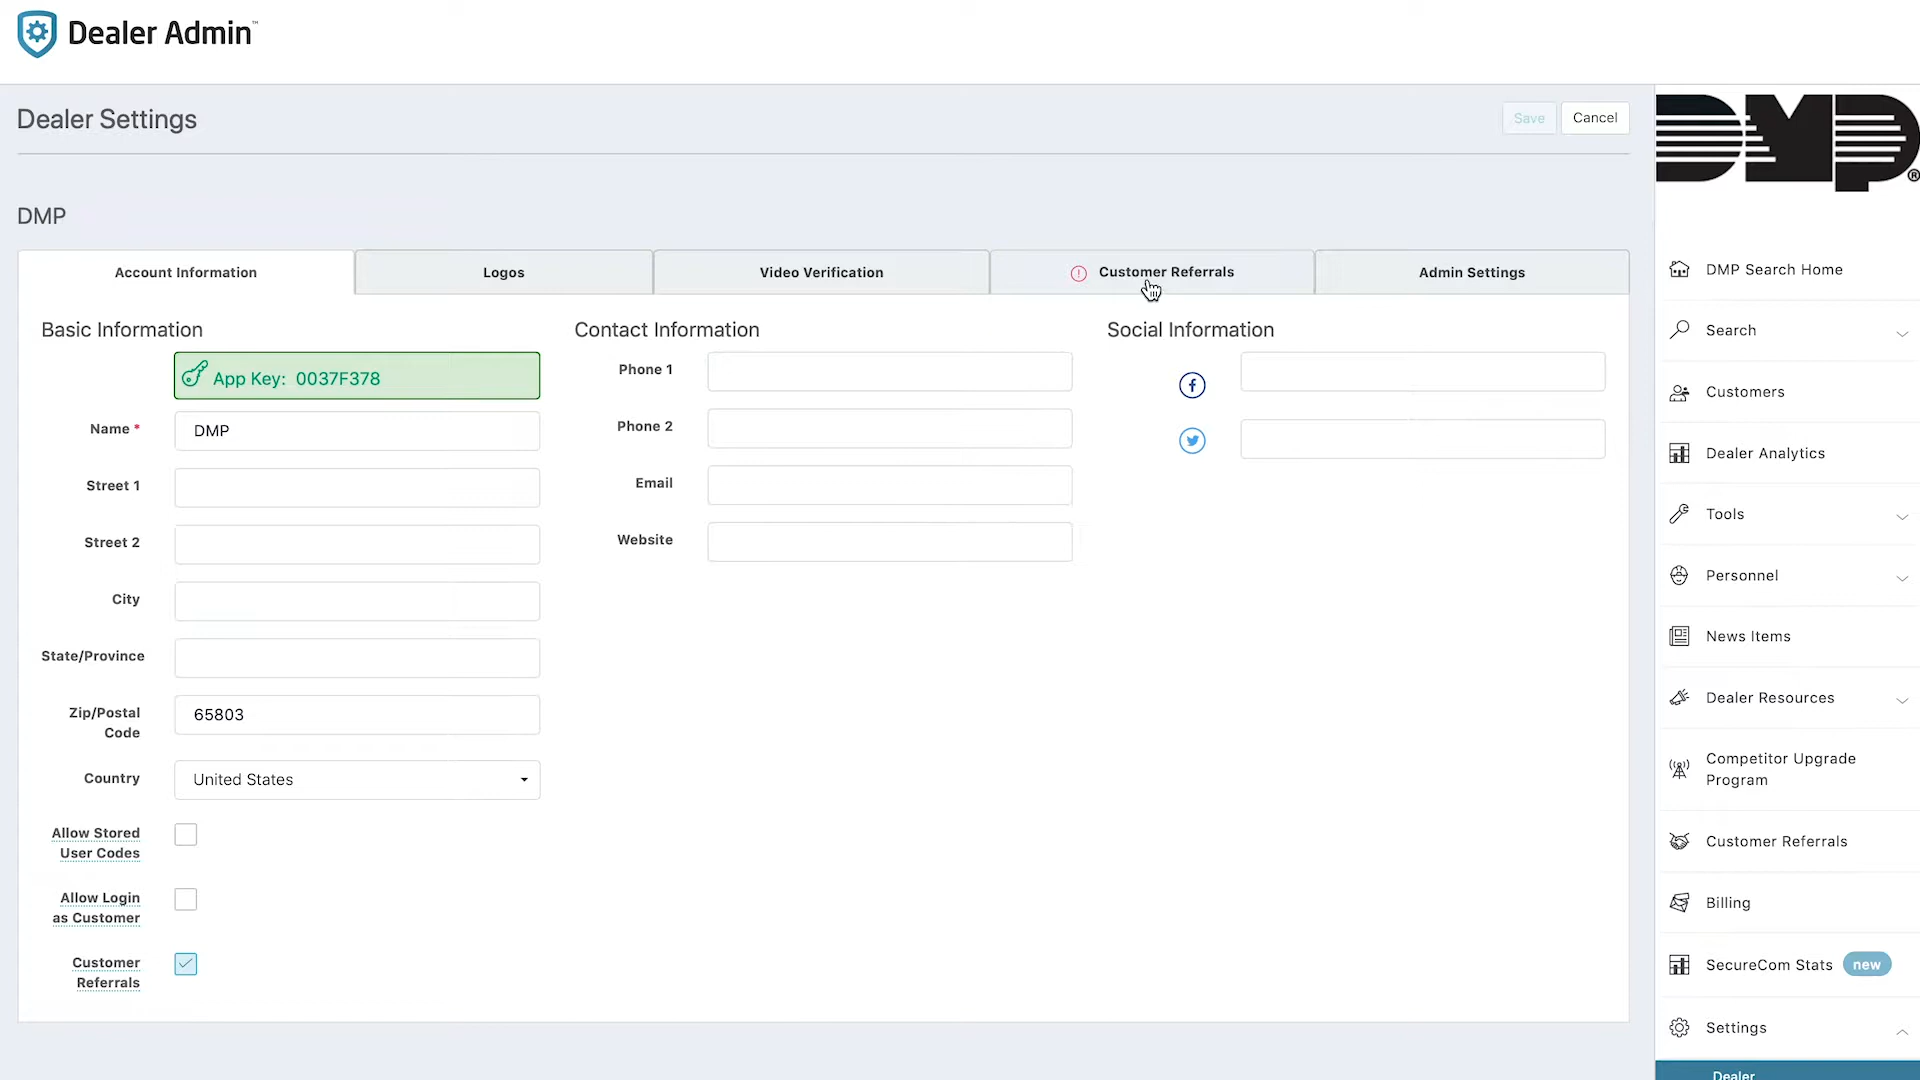 Dealer Admin™
Dealer Settings
Save
Cancel
DMP
Account Information
Logos
Video Verification
Customer Referrals
Admin Settings
Basic Information
App Key: 0037F378
Name *
DMP
Street 1
Street 2
City
State/Province
Zip/Postal
Code
65803
Country
United States
Allow Stored
User Codes
Allow Login
as Customer
Customer
Referrals
Contact Information
Phone 1
Phone 2
Email
Website
Social Information
DMP®
DMP Search Home
Search
Customers
Dealer Analytics
Tools
Personnel
News Items
Dealer Resources
Competitor Upgrade
Program
Customer Referrals
Billing
SecureCom Stats new
Settings
Dealer